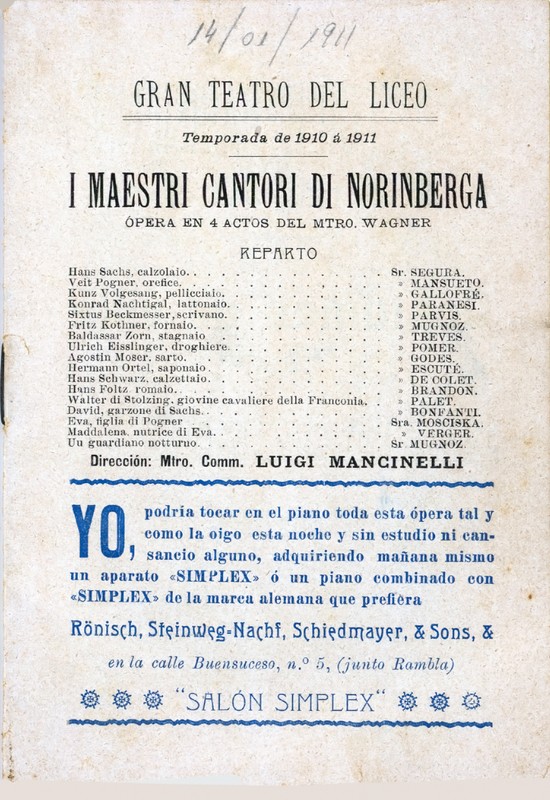 14/01/1911
GRAN TEATRO DEL LICEO
Temporada de 1910 á 1911
I MAESTRI CANTORI DI NORINBERGA
ÓPERA EN 4 ACTOS DEL MTRO. WAGNER
REPARTO
Hans Sachs, calzolaio. . . . . . . . . . . . . Sr. SEGURA.
Veit Pogner, orefice. . . . . . . . . . . . . » MANSUETO.
Kunz Volgesang, pellicciaio. . . . . . . . . . . » GALLOFRÉ.
Konrad Nachtigal, lattonaio. . . . . . . . . . . » PARANESI.
Sixtus Beckmesser, scrivano. . . . . . . . . . . » PARVIS.
Fritz Kothner, fornaio. . . . . . . . . . . . » MUGNOZ.
Baldassar Zorn, stagnaio . . . . . . . . . . . » TREVES.
Ulrich Eisslinger, droghiere. . . . . . . . . . . » POMER.
Agostin Moser, sarto. . . . . . . . . . . . . » GODES.
Hermann Ortel, saponaio . . . . . . . . . . . . » ESCUTÉ.
Hans Schwarz, calzettaio. . . . . . . . . . . . » DE COLET.
Hans Foltz romaio. . . . . . . . . . . . . . » BRANDON.
Walter di Stolzing, giovine cavaliere della Franconia. . . » PALET.
David, garzone di Sachs. . . . . . . . . . . . » BONFANTI.
Eva, figlia di Pogner . . . . . . . . . . . . Sra. MOSCISKA.
Maddalena, nutrice di Eva. . . . . . . . . . . . » VERGER.
Uu guardiano notturno. . . . . . . . . . . . . Sr MUGNOZ.
Dirección: Mtro. Comm. LUIGI MANCINELLI
YO, podria tocar en el piano toda esta ópera tal y
como la oigo esta noche y sin estudio ni can-
sancio alguno, adquiriendo mañana mismo
un aparato «SIMPLEX» ó un piano combinado con
«SIMPLEX» de la marca alemana que prefiera
Rönisch, Steinweg=Nachf, Schiedmayer, & Sons, &
en la calle Buensuceso, n.º 5, (junto Rambla)
"SALÓN SIMPLEX"